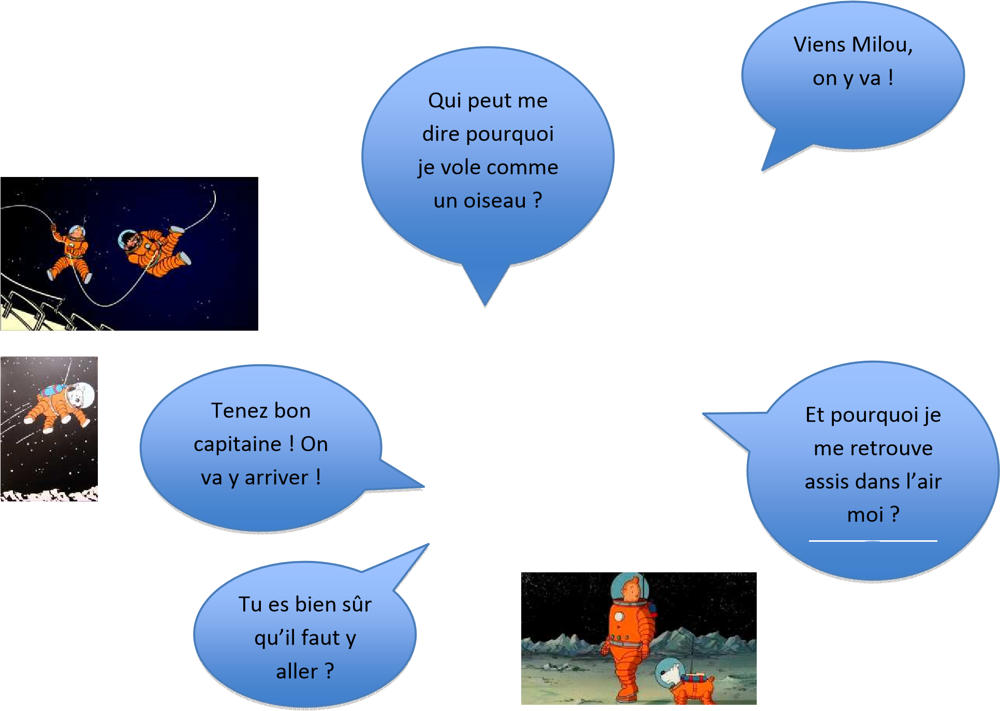 Viens Milou,
on y va !
Qui peut me
dire pourquoi
je vole comme
un oiseau ?
Tenez bon
capitaine ! On
va y arriver !
Et pourquoi je
me retrouve
assis dans l’air
moi ?
Tu es bien sûr
qu’il faut y
aller ?